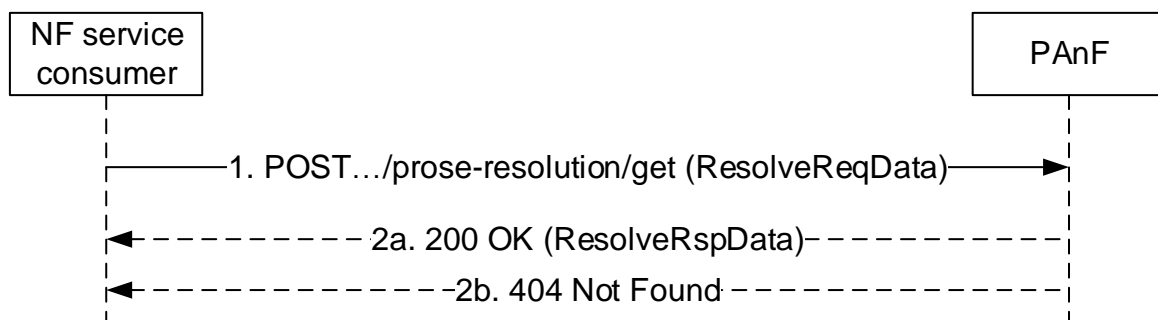 NF service
consumer
PAnF
1. POST…/prose-resolution/get (ResolveReqData)
2a. 200 OK (ResolveRspData)
2b. 404 Not Found